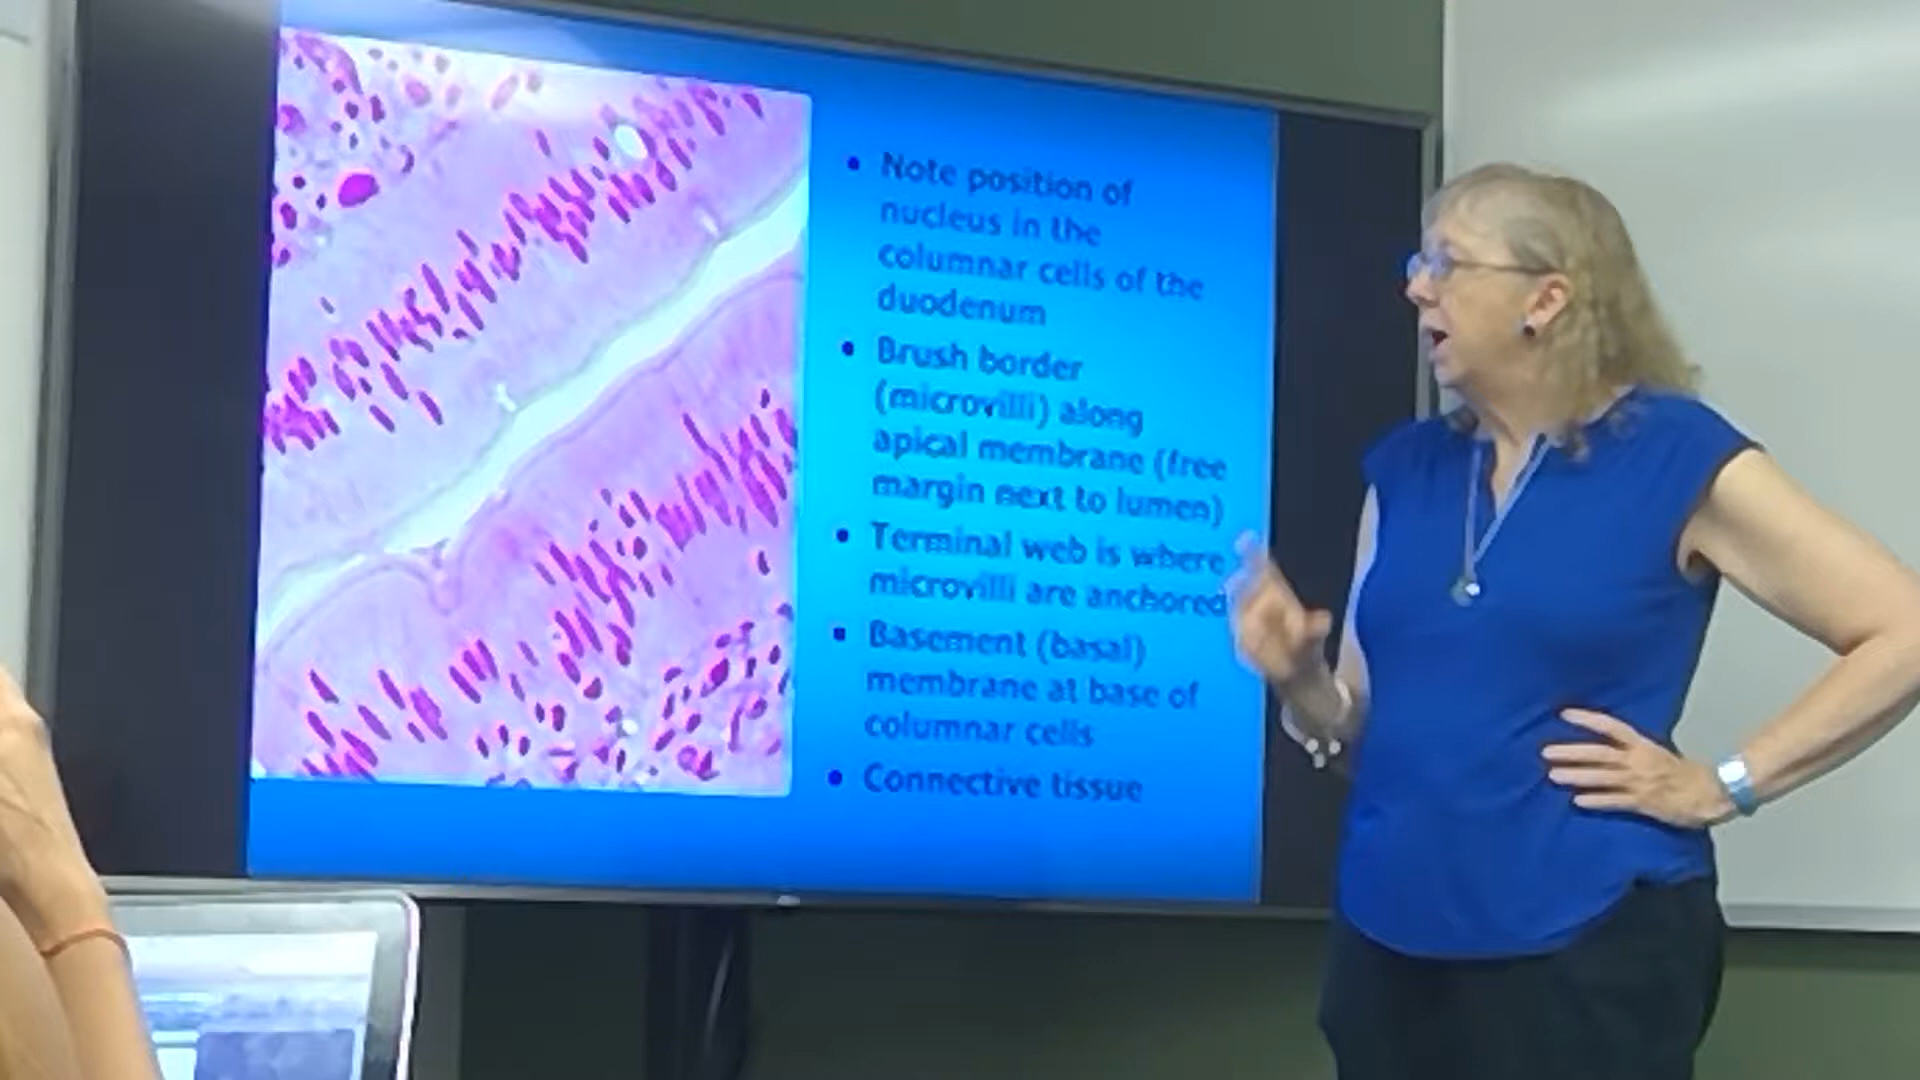 • Note position of
nucleus in the
columnar cells of the
duodenum
• Brush border
(microvilli) along
apical membrane (free
margin next to lumen)
• Terminal web is where
microvilli are anchored
• Basement (basal)
membrane at base of
columnar cells
• Connective tissue